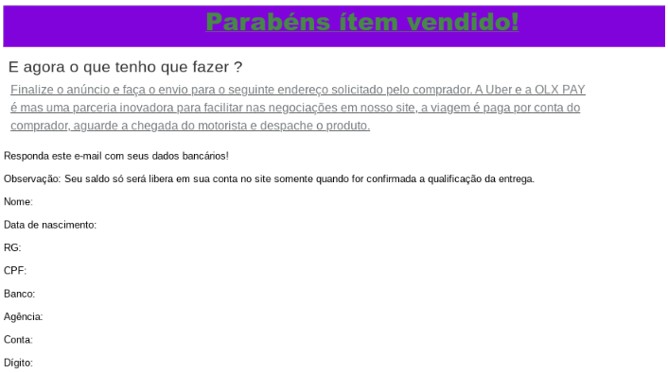 Parabéns ítem vendido!
E agora o que tenho que fazer ?
Finalize o anúncio e faça o envio para o seguinte endereço solicitado pelo comprador. A Uber e a OLX PAY
é mas uma parceria inovadora para facilitar nas negociações em nosso site, a viagem é paga por conta do
comprador, aguarde a chegada do motorista e despache o produto.
Responda este e-mail com seus dados bancários!
Observação: Seu saldo só será libera em sua conta no site somente quando for confirmada a qualificação da entrega.
Nome:
Data de nascimento:
RG:
CPF:
Banco:
Agência:
Conta:
Dígito: